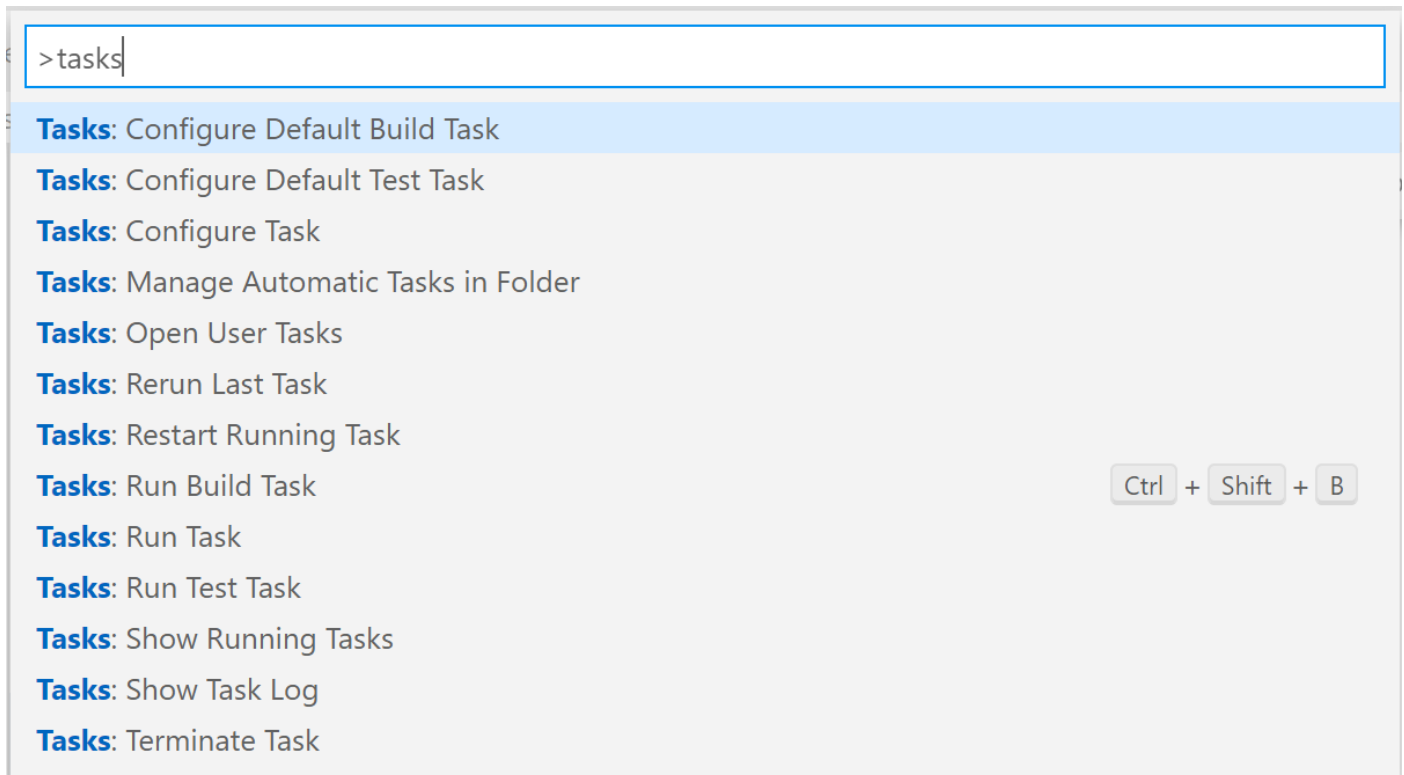 >tasks
Tasks: Configure Default Build Task
Tasks: Configure Default Test Task
Tasks: Configure Task
Tasks: Manage Automatic Tasks in Folder
Tasks: Open User Tasks
Tasks: Rerun Last Task
Tasks: Restart Running Task
Tasks: Run Build Task Ctrl + Shift + B
Tasks: Run Task
Tasks: Run Test Task
Tasks: Show Running Tasks
Tasks: Show Task Log
Tasks: Terminate Task